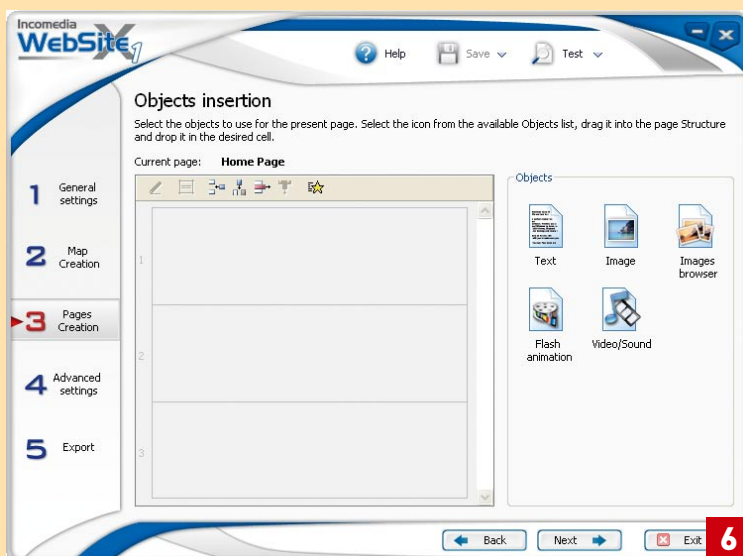 Incomedia
WebSite X1
Help
Save
Test
Objects insertion
Select the objects to use for the present page. Select the icon from the available Objects list, drag it into the page Structure
and drop it in the desired cell.
Current page: Home Page
1 General
settings
2 Map
Creation
3 Pages
Creation
4 Advanced
settings
5 Export
1
2
3
Objects
Text
Image
Images
browser
Flash
animation
Video/Sound
Back
Next
Exit
6